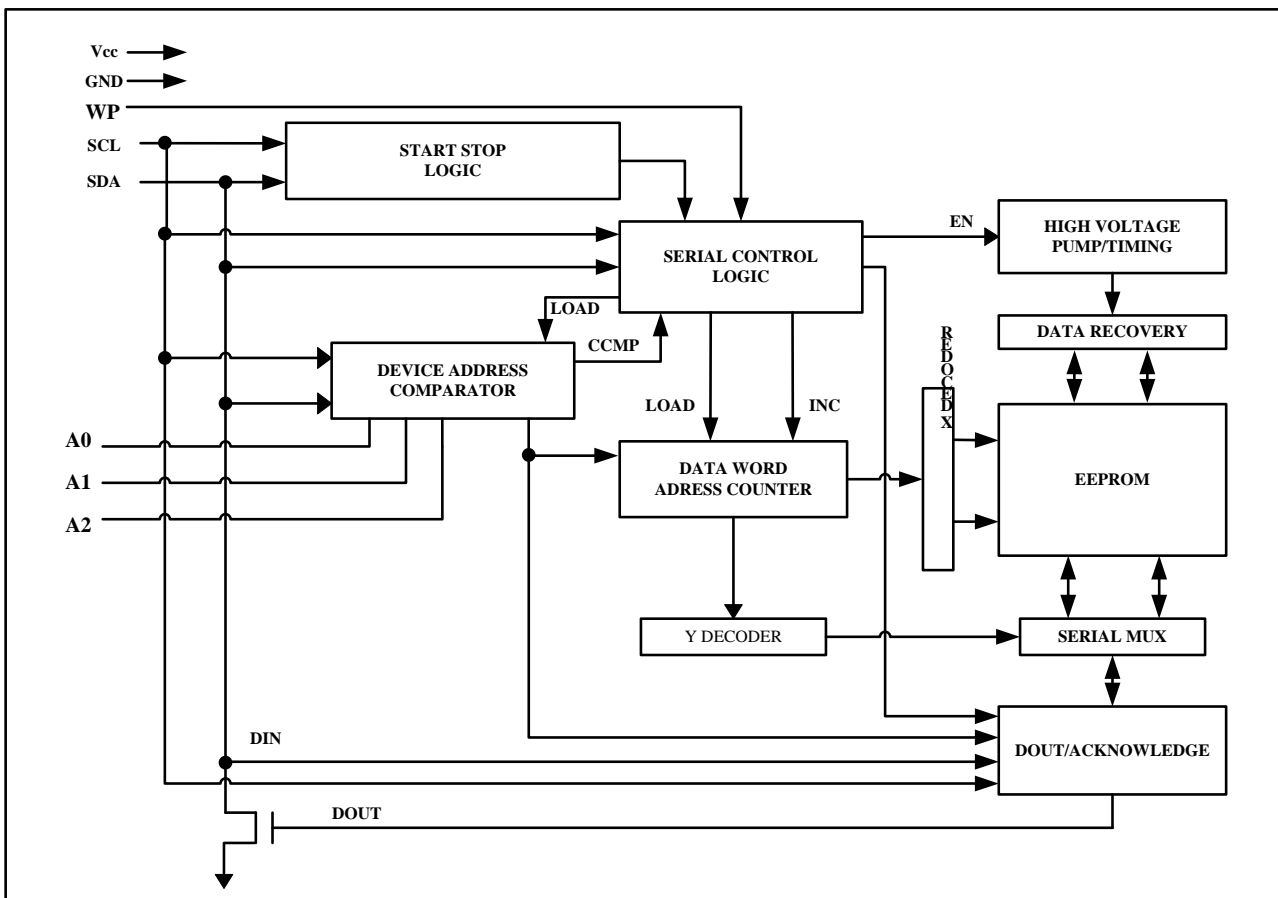 Vcc
GND
WP
SCL
SDA
START STOP
LOGIC
EN
HIGH VOLTAGE
PUMP/TIMING
SERIAL CONTROL
LOGIC
LOAD
CCMP
DATA RECOVERY
DEVICE ADDRESS
COMPARATOR
LOAD
INC
XDECODER
A0
A1
A2
DATA WORD
ADRESS COUNTER
EEPROM
Y DECODER
SERIAL MUX
DIN
DOUT/ACKNOWLEDGE
DOUT